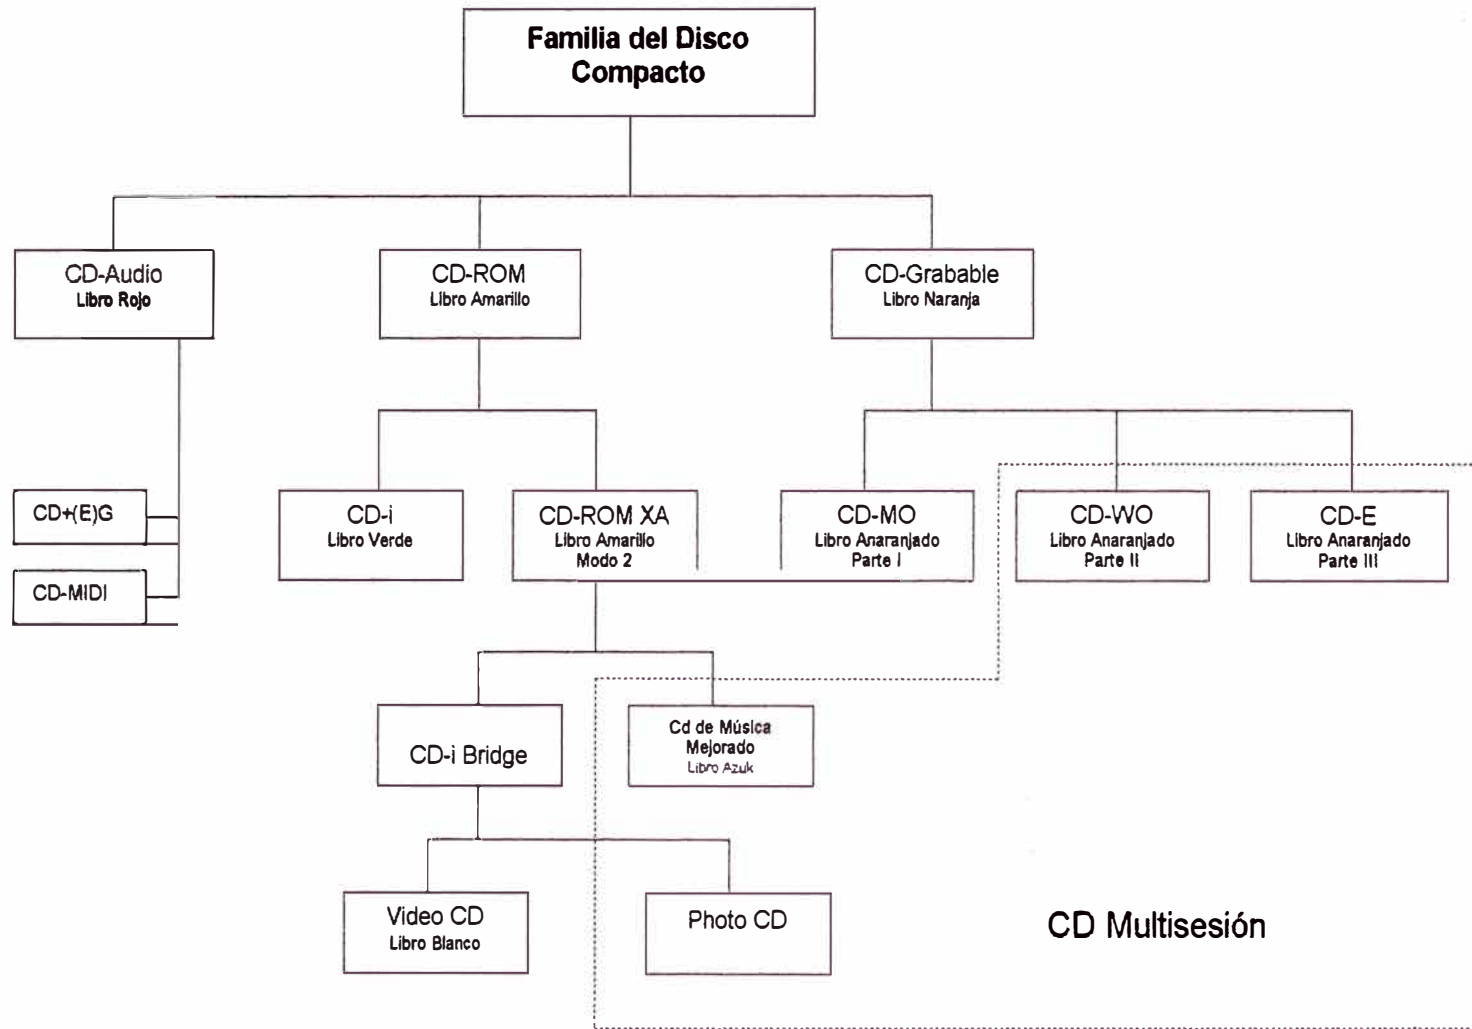 Familia del Disco
Compacto
CD-Audio
Libro Rojo
CD-ROM
Libro Amarillo
CD-Grabable
Libro Naranja
CD+(E)G
CD-MIDI
CD-i
Libro Verde
CD-ROM XA
Libro Amarillo
Modo 2
CD-MO
Libro Anaranjado
Parte I
CD-WO
Libro Anaranjado
Parte II
CD-E
Libro Anaranjado
Parte III
CD-i Bridge
Cd de Música
Mejorado
Libro Azuk
Video CD
Libro Blanco
Photo CD
CD Multisesión